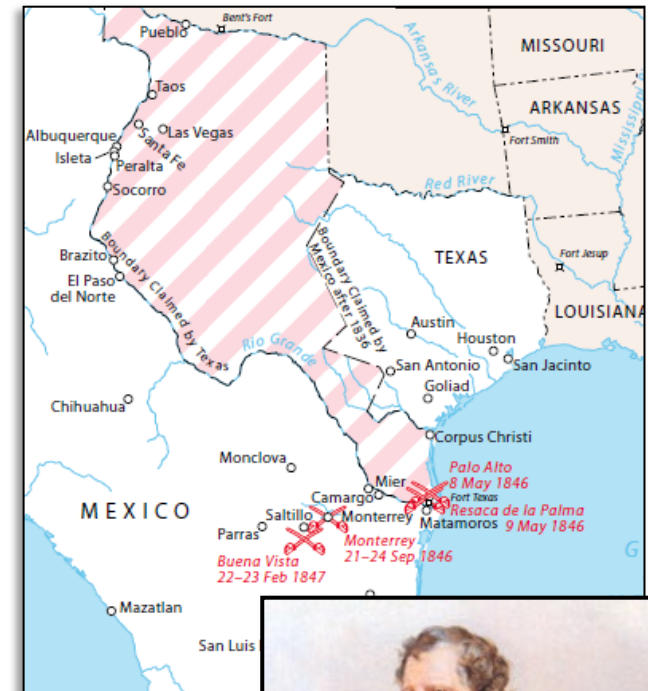 Pueblo
Bent's Fort
Arkansas River
MISSOURI
Taos
ARKANSAS
Mississippi
Fort Smith
Albuquerque
Santa Fe
Las Vegas
Isleta
Peralta
Red River
Socorro
Boundary Claimed by Texas
Boundary Claimed by
Mexico after 1836
TEXAS
Brazito
Fort Jesup
El Paso
del Norte
LOUISIANA
Rio Grande
Austin
Houston
San Antonio
San Jacinto
Goliad
Chihuahua
Corpus Christi
Monclova
Palo Alto
8 May 1846
Mier
Camargo
Fort Texas
Resaca de la Palma
9 May 1846
MEXICO
Saltillo
Monterrey
Matamoros
Parras
Monterrey
21–24 Sep 1846
Buena Vista
22–23 Feb 1847
G
Mazatlan
San Luis